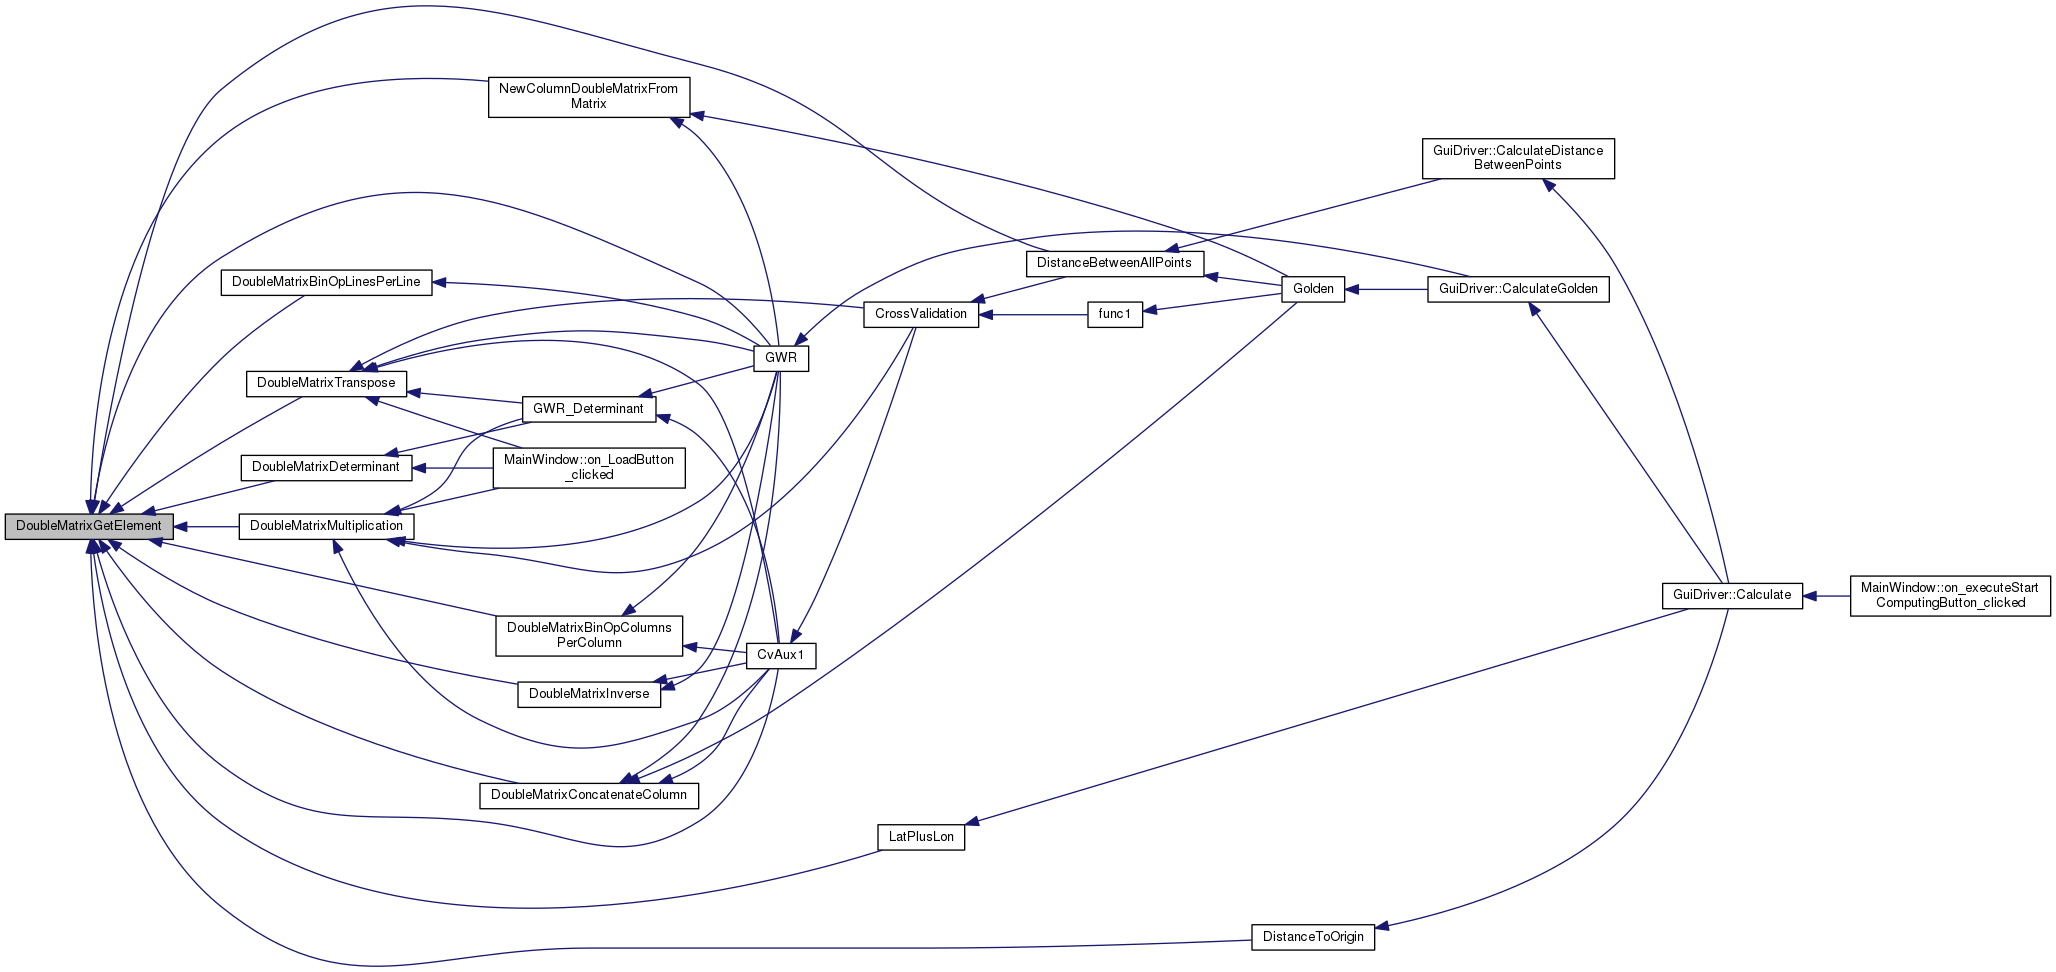 NewColumnDoubleMatrixFrom
Matrix
GuiDriver::CalculateDistance
BetweenPoints
DistanceBetweenAllPoints
DoubleMatrixBinOpLinesPerLine
Golden
GuiDriver::CalculateGolden
CrossValidation
func1
GWR
DoubleMatrixTranspose
GWR_Determinant
DoubleMatrixDeterminant
MainWindow::on_LoadButton
_clicked
DoubleMatrixGetElement
DoubleMatrixMultiplication
GuiDriver::Calculate
MainWindow::on_executeStart
ComputingButton_clicked
DoubleMatrixBinOpColumns
PerColumn
CvAux1
DoubleMatrixInverse
DoubleMatrixConcatenateColumn
LatPlusLon
DistanceToOrigin